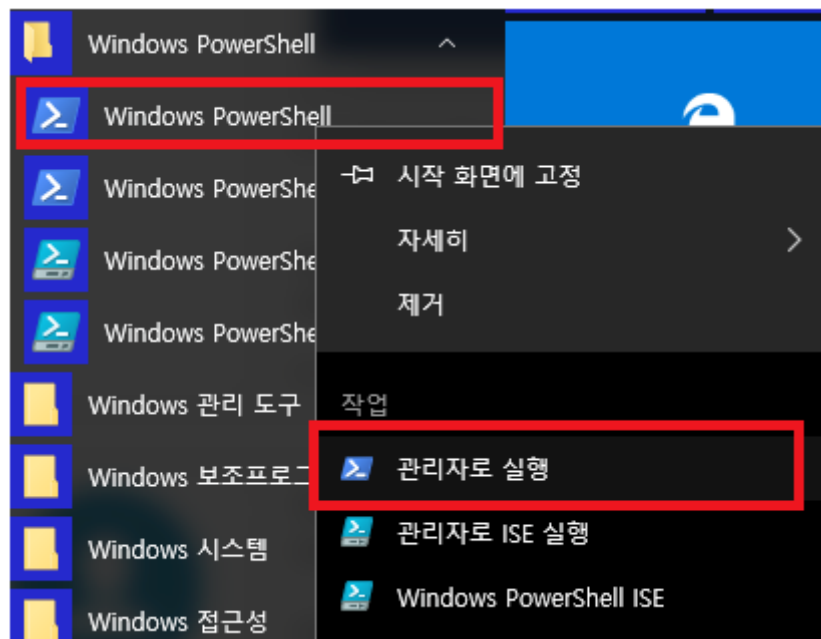 Windows PowerShell
Windows PowerShell
Windows PowerShe
Windows PowerShe
Windows PowerShe
Windows 관리 도구
Windows 보조프로그
Windows 시스템
Windows 접근성
시작 화면에 고정
자세히
제거
작업
관리자로 실행
관리자로 ISE 실행
Windows PowerShell ISE